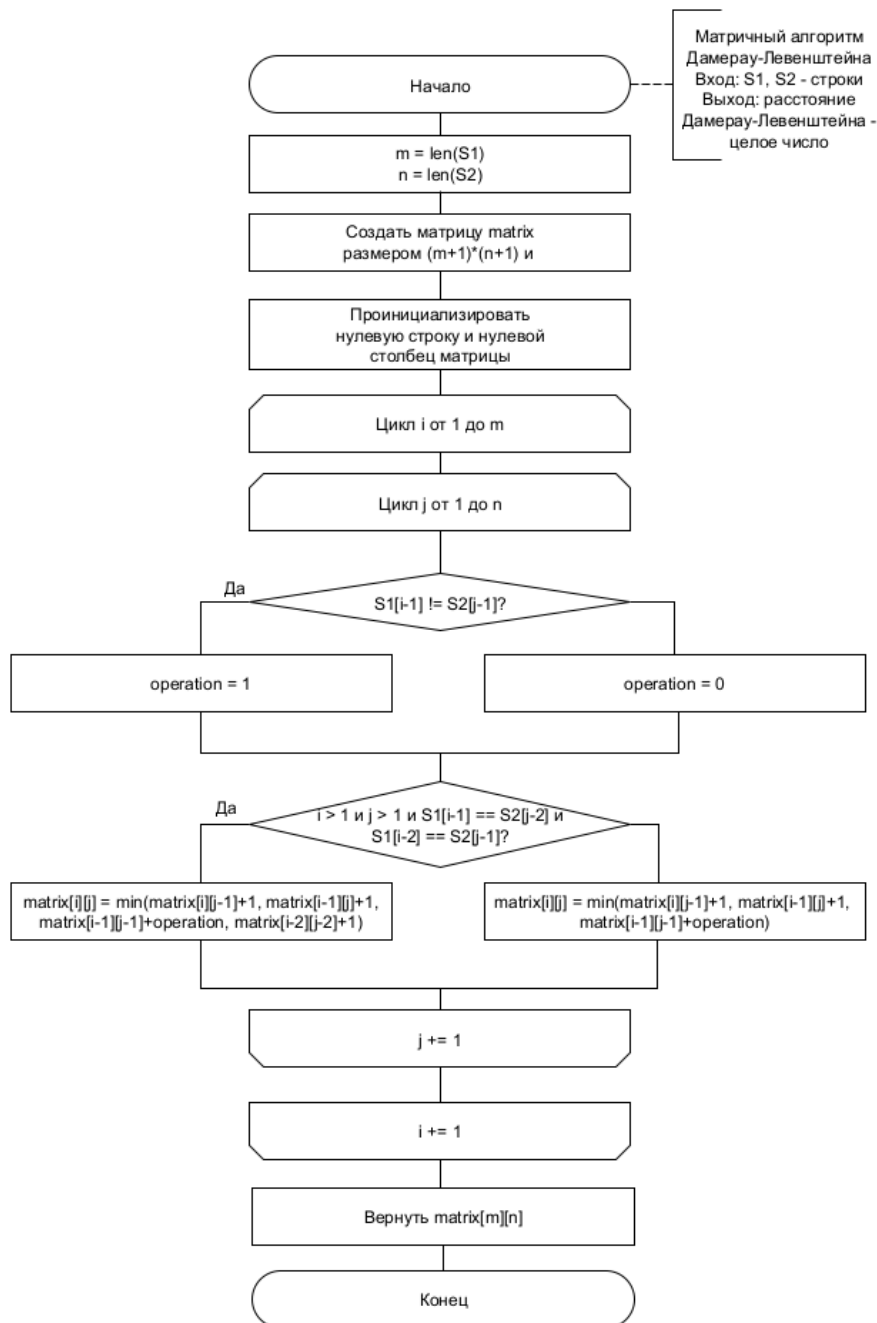 Матричный алгоритм
Дамерау-Левенштейна
Вход: S1, S2 - строки
Выход: расстояние
Дамерау-Левенштейна -
целое число
Начало
m = len(S1)
n = len(S2)
Создать матрицу matrix
размером (m+1)*(n+1) и
Проинициализировать
нулевую строку и нулевой
столбец матрицы
Цикл i от 1 до m
Цикл j от 1 до n
Да
S1[i-1] != S2[j-1]?
operation = 1
operation = 0
Да
i > 1 и j > 1 и S1[i-1] == S2[j-2] и
S1[i-2] == S2[j-1]?
matrix[i][j] = min(matrix[i][j-1]+1, matrix[i-1][j]+1,
matrix[i-1][j-1]+operation, matrix[i-2][j-2]+1)
matrix[i][j] = min(matrix[i][j-1]+1, matrix[i-1][j]+1,
matrix[i-1][j-1]+operation)
j += 1
i += 1
Вернуть matrix[m][n]
Конец